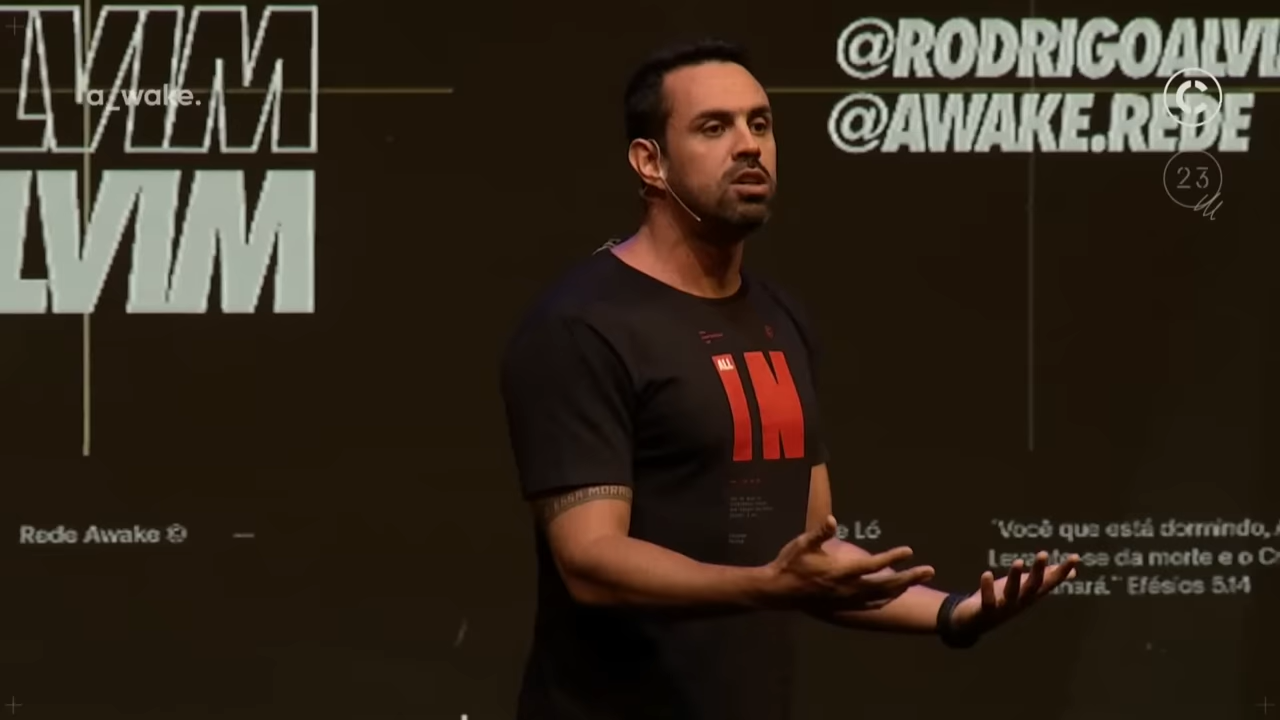 LVIM
LVIM
a_wake.
@RODRIGOALVI
@AWAKE.REDE
23
ALL
IN
Rede Awake
e Ló
"Você que está dormindo,
Levante-se da morte e o C
nará." Efésios 5.14